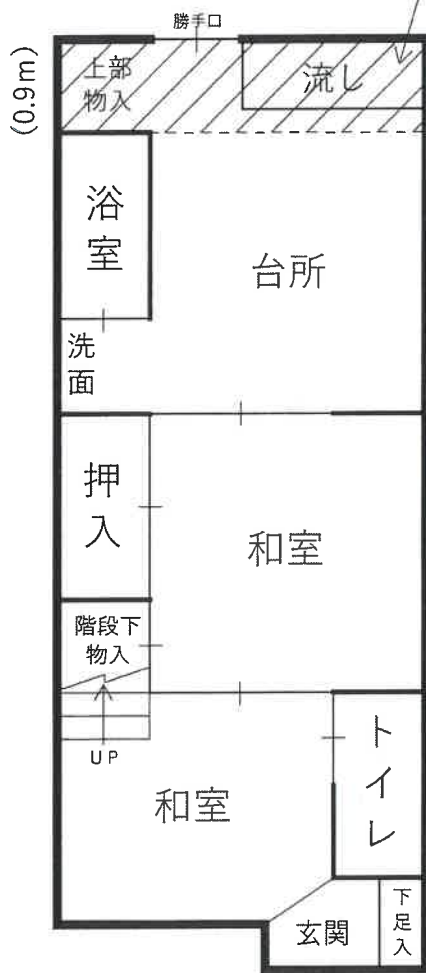 勝手口
(0.9m)
上部
物入
流し
浴
室
台所
洗
面
押
入
和室
階段下
物入
UP
トイレ
和室
玄関
下
足
入